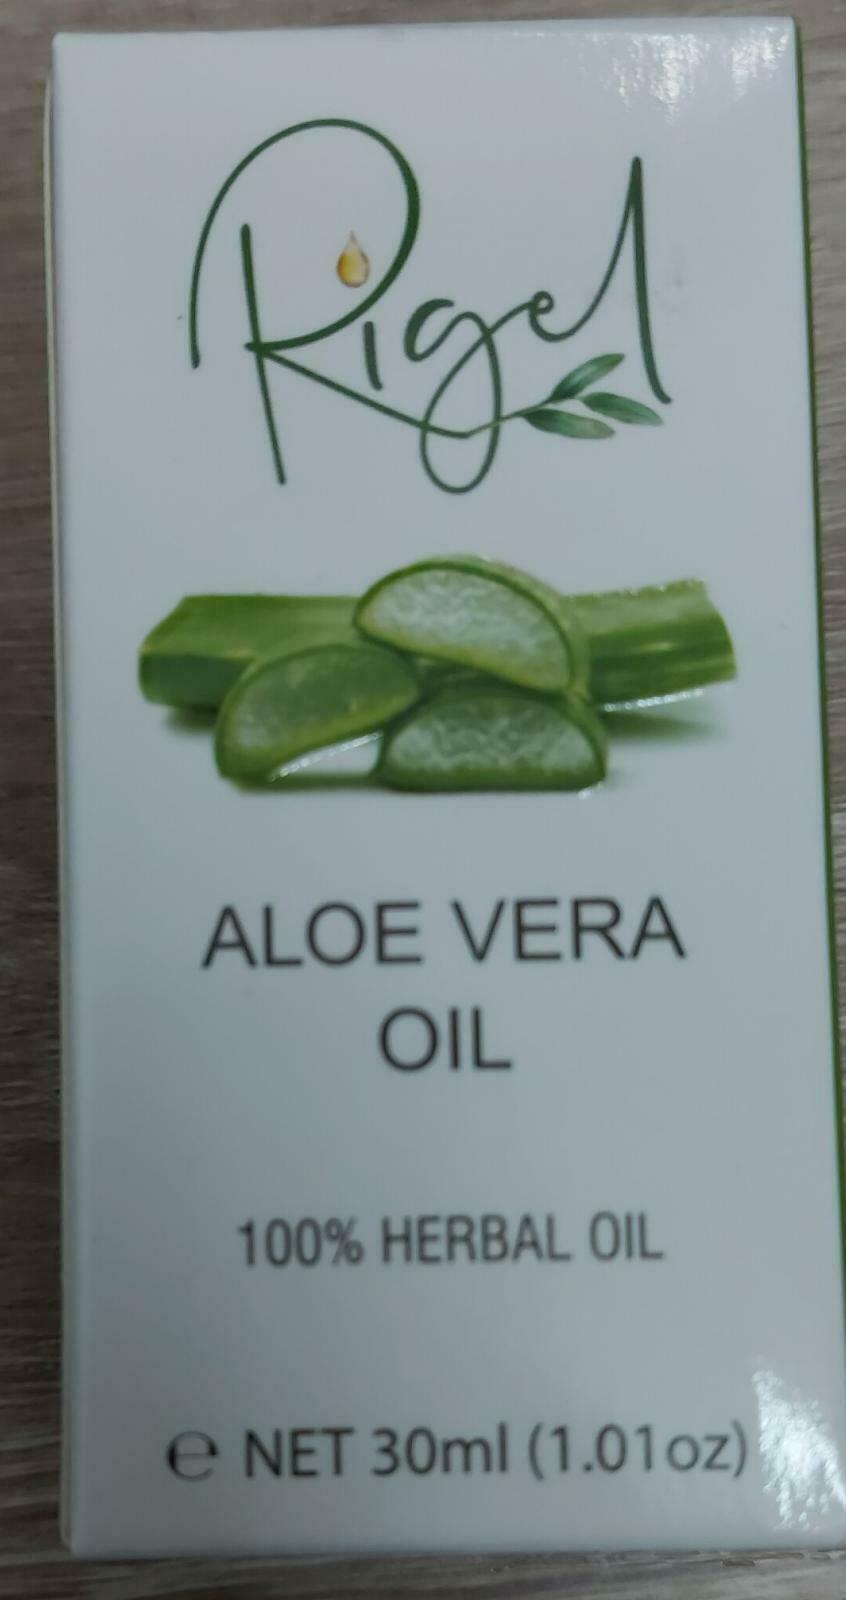 Rigel
ALOE VERA
OIL
100% HERBAL OIL
℮ NET 30ml (1.01oz)